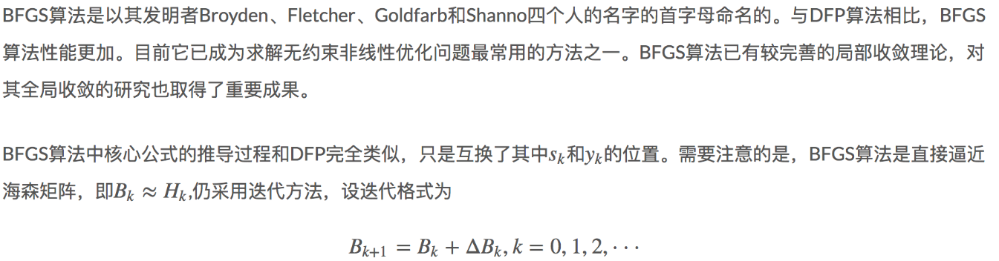 BFGS算法是以其发明者Broyden、Fletcher、Goldfarb和Shanno四个人的名字的首字母命名的。与DFP算法相比，BFGS
算法性能更加。目前它已成为求解无约束非线性优化问题最常用的方法之一。BFGS算法已有较完善的局部收敛理论，对
其全局收敛的研究也取得了重要成果。
BFGS算法中核心公式的推导过程和DFP完全类似，只是互换了其中$s_k$和$y_k$的位置。需要注意的是，BFGS算法是直接逼近
海森矩阵，即$B_k \approx H_k$,仍采用迭代方法，设迭代格式为
$B_{k+1} = B_k + \Delta B_k, k = 0, 1, 2, \cdots$